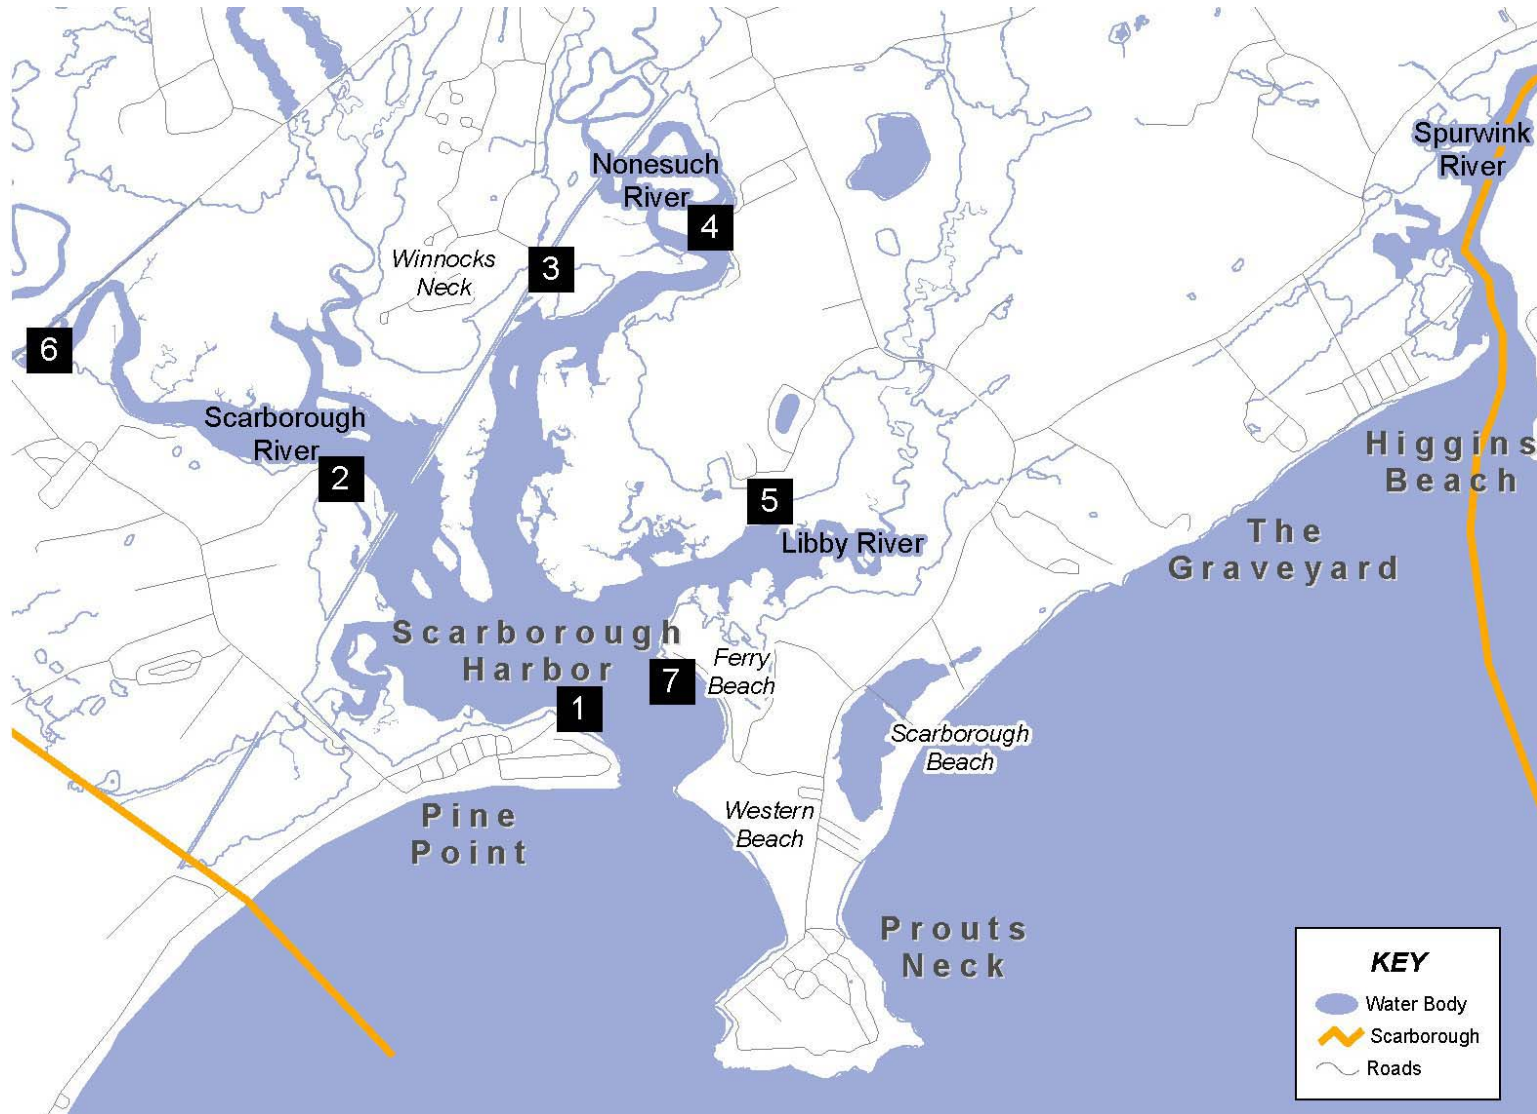 Nonesuch
River
4
Spurwink
River
Winnocks
Neck
3
6
Scarborough
River
2
Higgins
Beach
5
Libby River
The
Graveyard
Scarborough
Harbor
Ferry
Beach
7
1
Scarborough
Beach
Pine
Point
Western
Beach
Prouts
Neck
KEY
Water Body
Scarborough
Roads